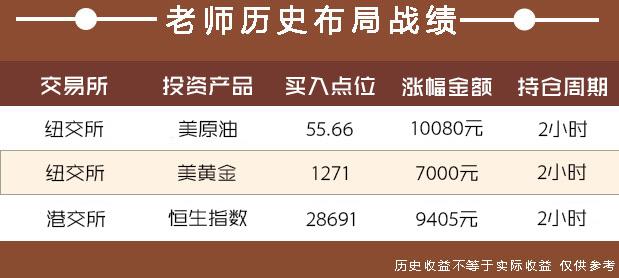 老师历史布局战绩
交易所 投资产品 买入点位 涨幅金额 持仓周期
纽交所 美原油 55.66 10080元 2小时
纽交所 美黄金 1271 7000元 2小时
港交所 恒生指数 28691 9405元 2小时
历史收益不等于实际收益 仅供参考